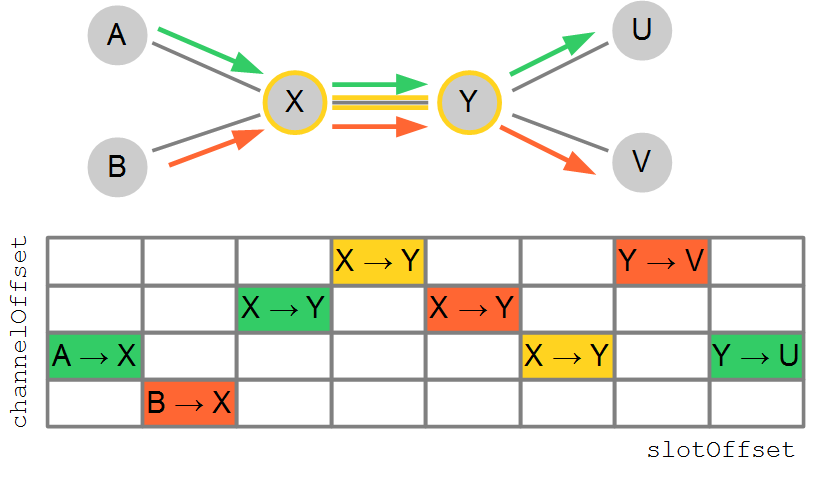 A
U
X
Y
B
V
channelOffset
X → Y
Y → V
X → Y
X → Y
A → X
X → Y
Y → U
B → X
slotOffset